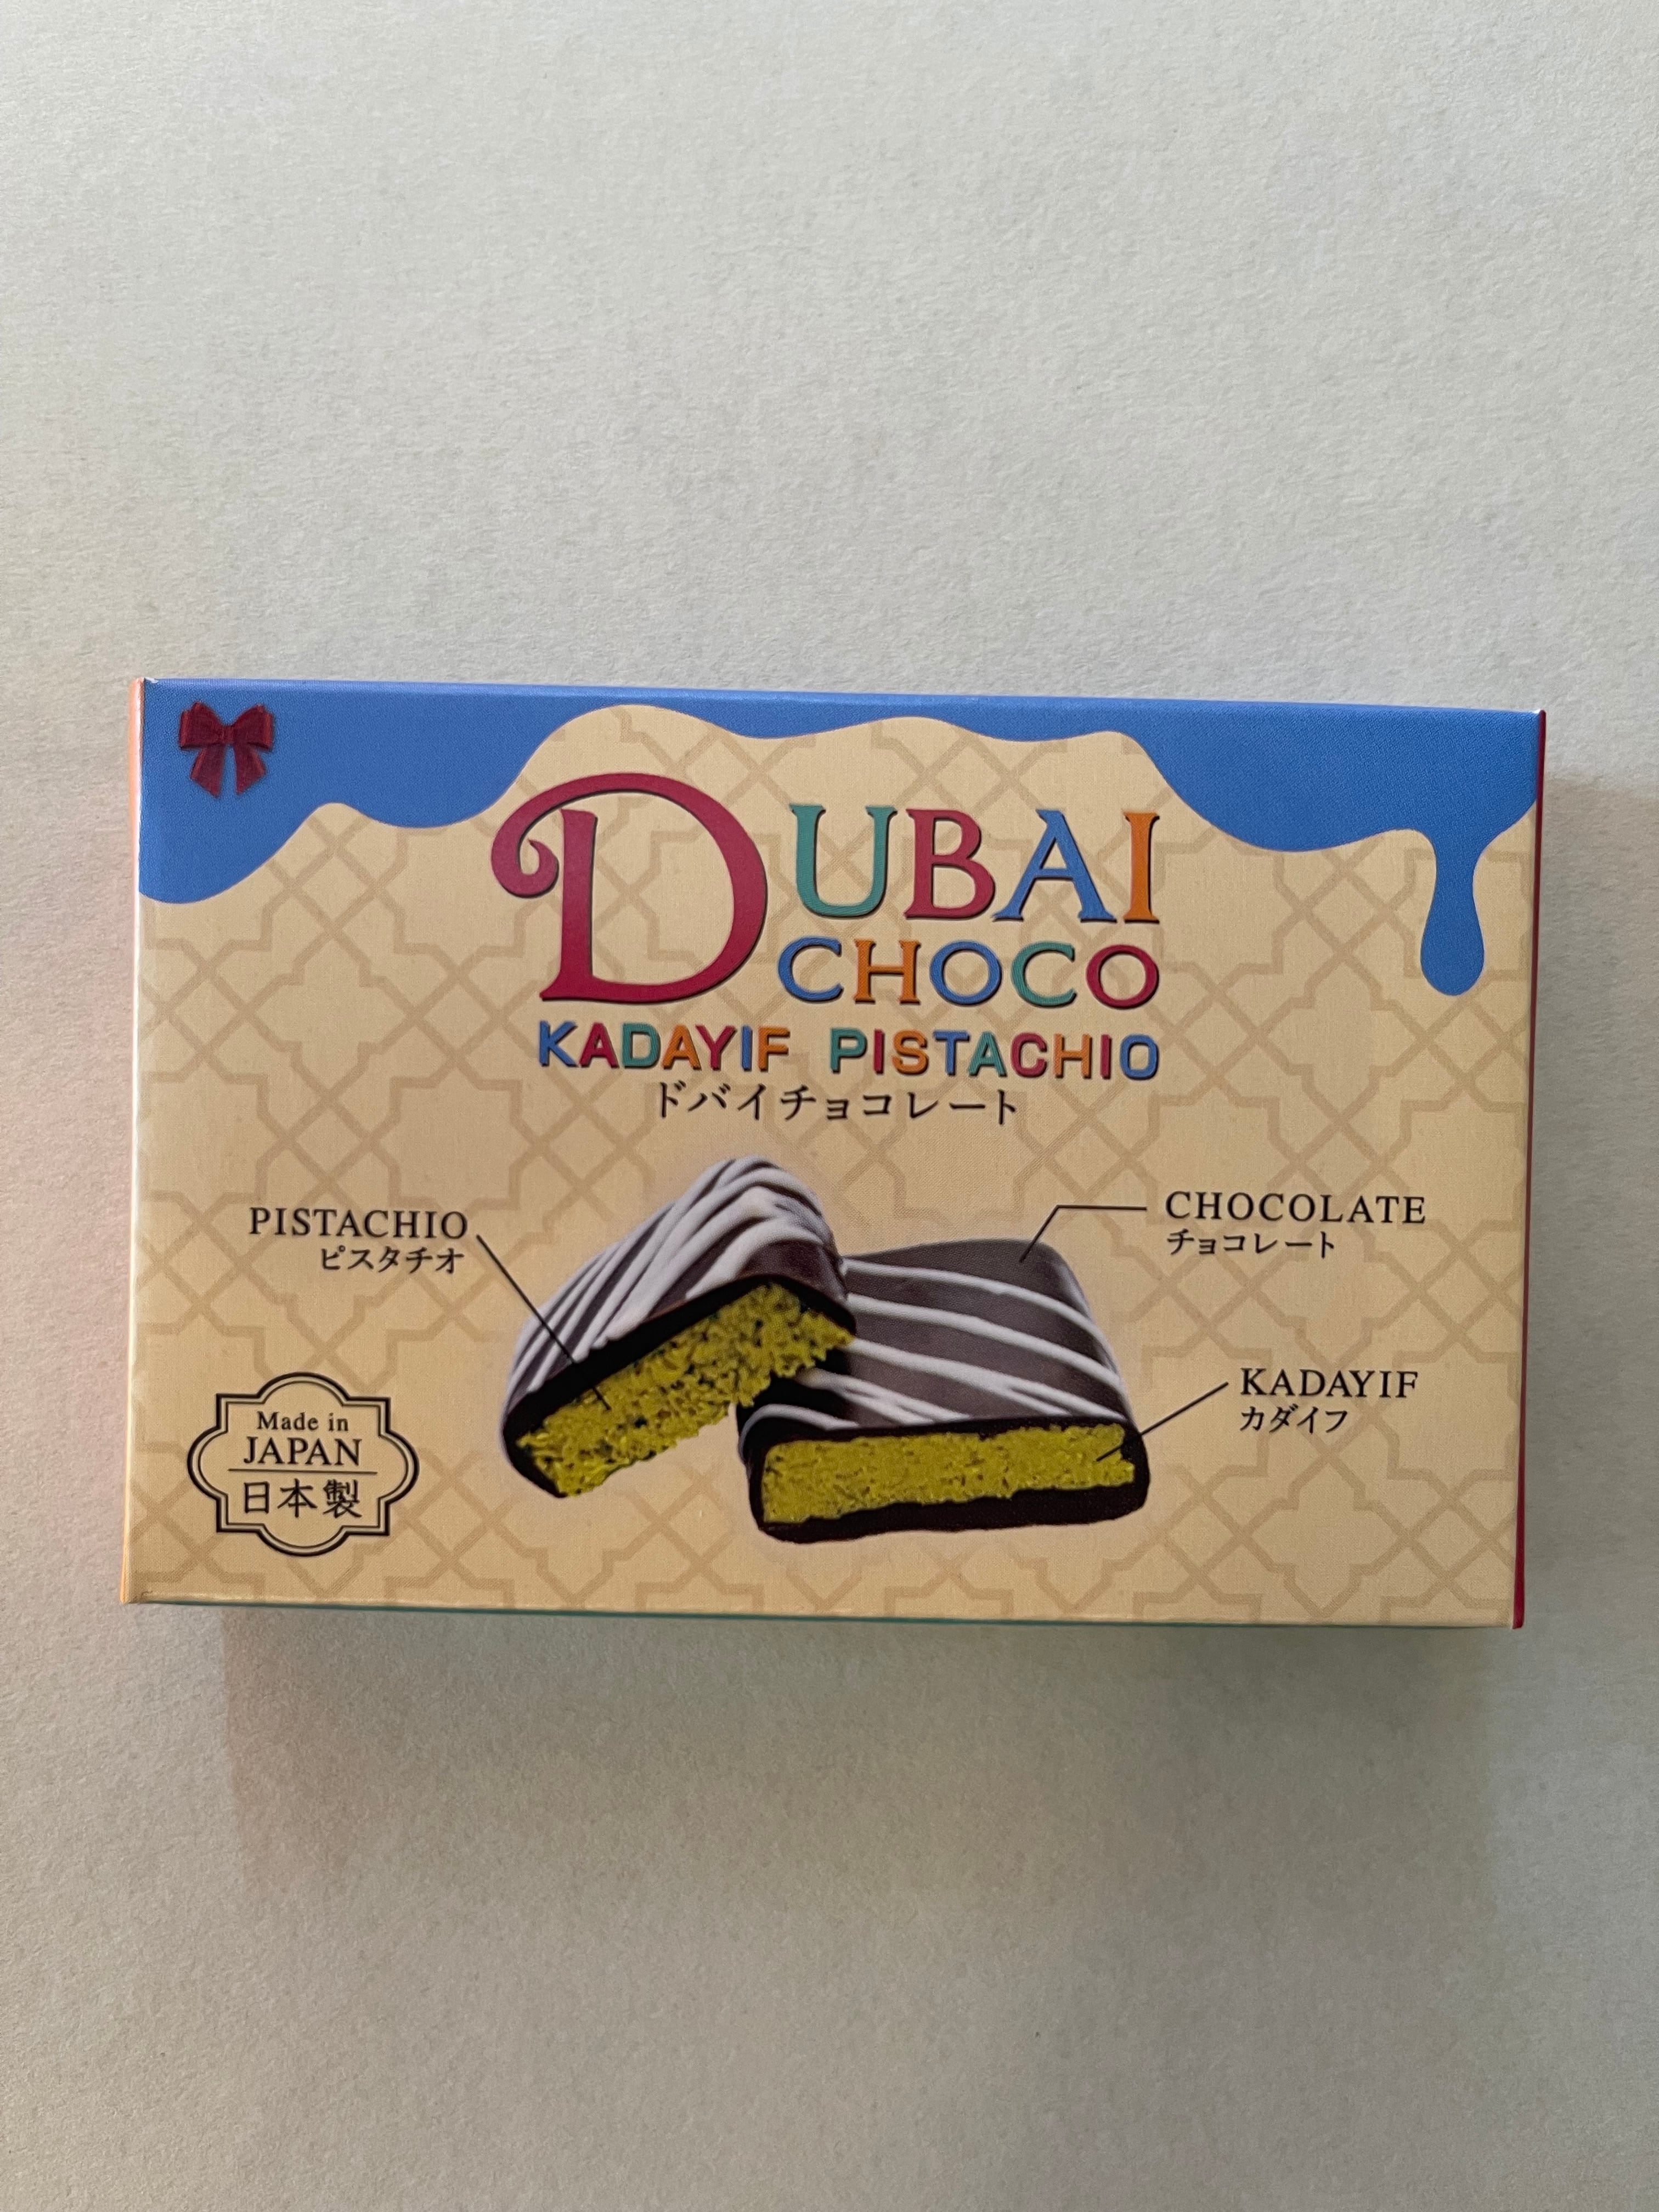 DUBAI
CHOCO
KADAYIF PISTACHIO
ドバイチョコレート
PISTACHIO
ピスタチオ
CHOCOLATE
チョコレート
KADAYIF
カダイフ
Made in
JAPAN
日本製